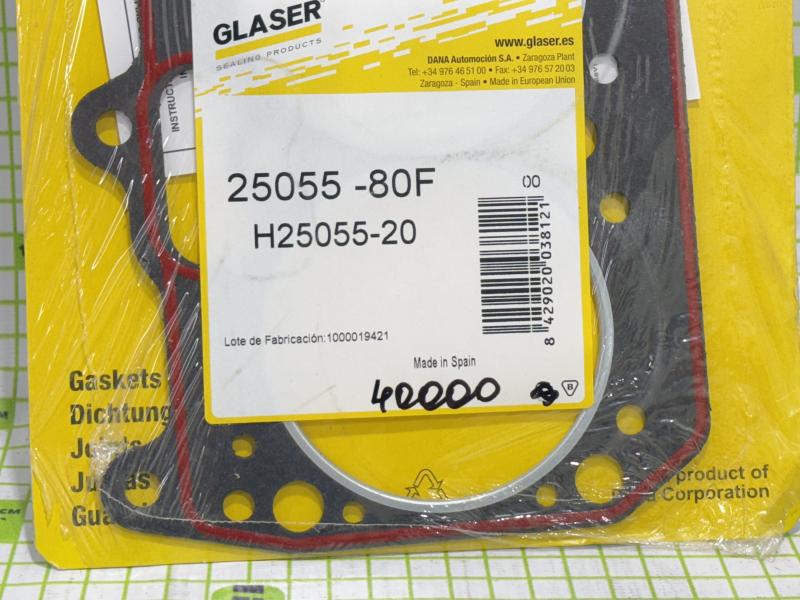 GLASER
SEALING PRODUCTS
www.glaser.es
DANA Automoción S.A. • Zaragoza Plant
Tel: +34 976 46 51 00 • Fax: +34 976 57 20 03
Zaragoza - Spain • Made in European Union
INSTRUC
25055 -80F
H25055-20
00
8 429020 038121
Lote de Fabricación:1000019421
Made in Spain
40000
B
Gaskets
Dichtung
product of
Corporation